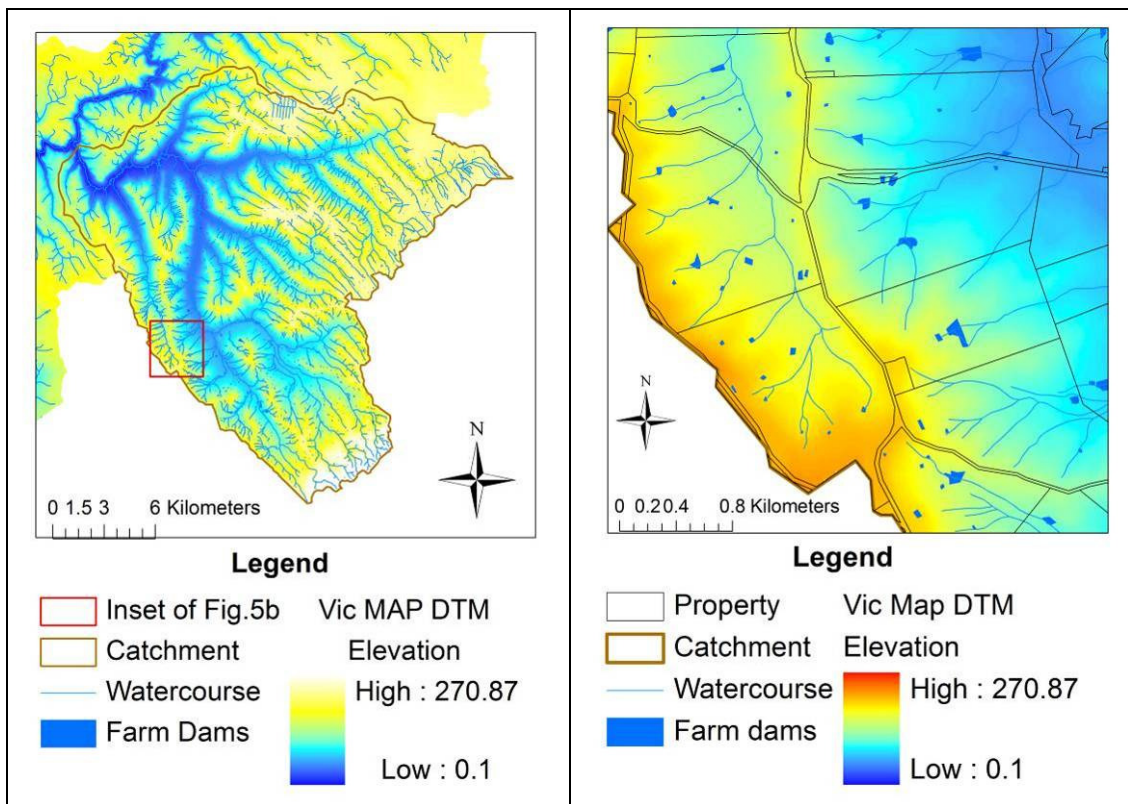 N
0 1.5 3 6 Kilometers
Legend
Inset of Fig.5b Vic MAP DTM
Catchment Elevation
Watercourse High : 270.87
Farm Dams
Low : 0.1
N
0 0.20.4 0.8 Kilometers
Legend
Property Vic Map DTM
Catchment Elevation
Watercourse High : 270.87
Farm dams
Low : 0.1